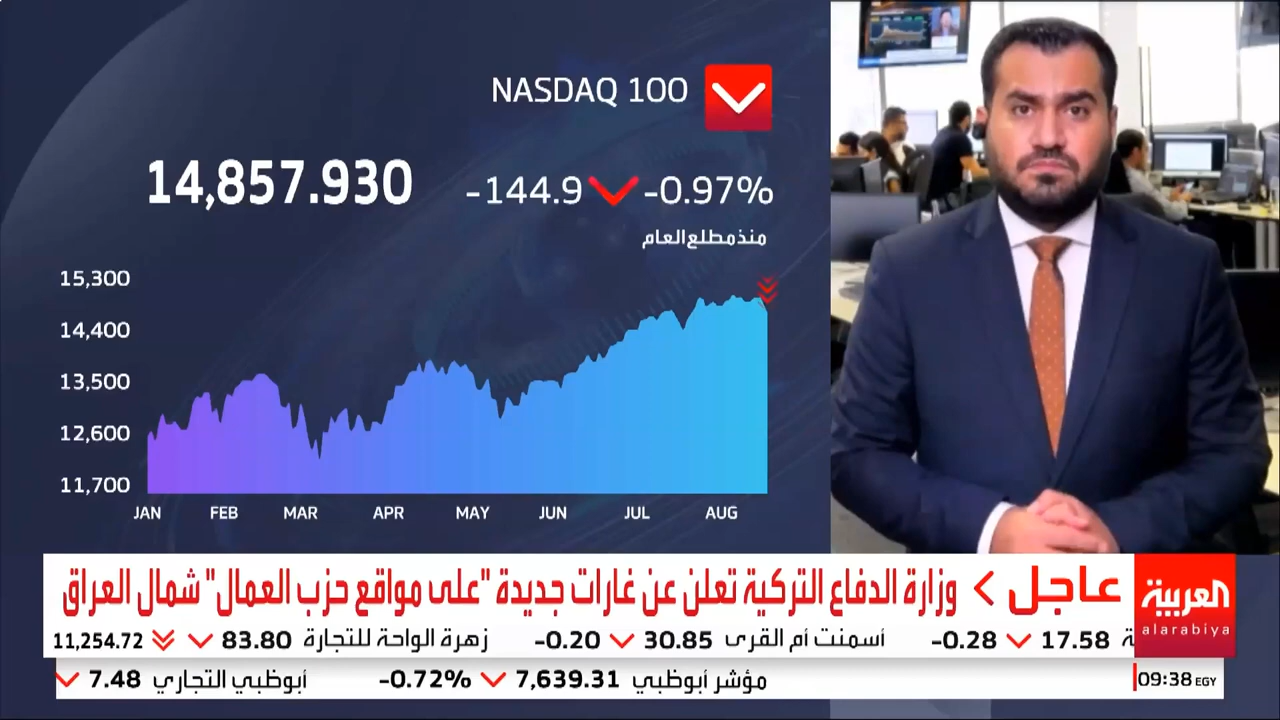 NASDAQ 100
14,857.930 -144.9 -0.97%
منذ مطلع العام
15,300
14,400
13,500
12,600
11,700
JAN FEB MAR APR MAY JUN JUL AUG
العربية
alarabiya
عاجل > وزارة الدفاع التركية تعلن عن غارات جديدة "على مواقع حزب العمال" شمال العراق
ة 17.58 -0.28 أسمنت أم القرى 30.85 -0.20 زهرة الواحة للتجارة 83.80 11,254.72
مؤشر أبوظبي 7,639.31 -0.72% أبوظبي التجاري 7.48
09:38 EGY